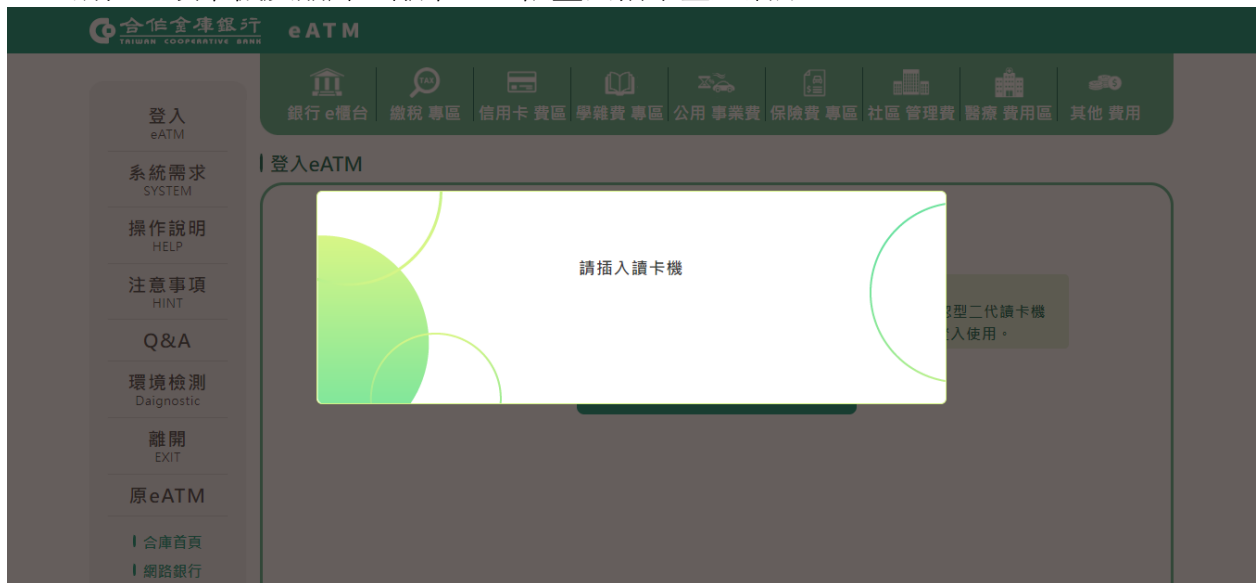 合作金庫銀行
TAIWAN COOPERATIVE BANK
eATM
銀行 e櫃台
繳稅 專區
信用卡 費區
學雜費 專區
公用 事業費
保險費 專區
社區 管理費
醫療 費用區
其他 費用
TAX
登入
eATM
系統需求
SYSTEM
操作說明
HELP
注意事項
HINT
Q&A
環境檢測
Daignostic
離開
EXIT
原eATM
合庫首頁
網路銀行
登入eATM
請插入讀卡機
型二代讀卡機
入使用。